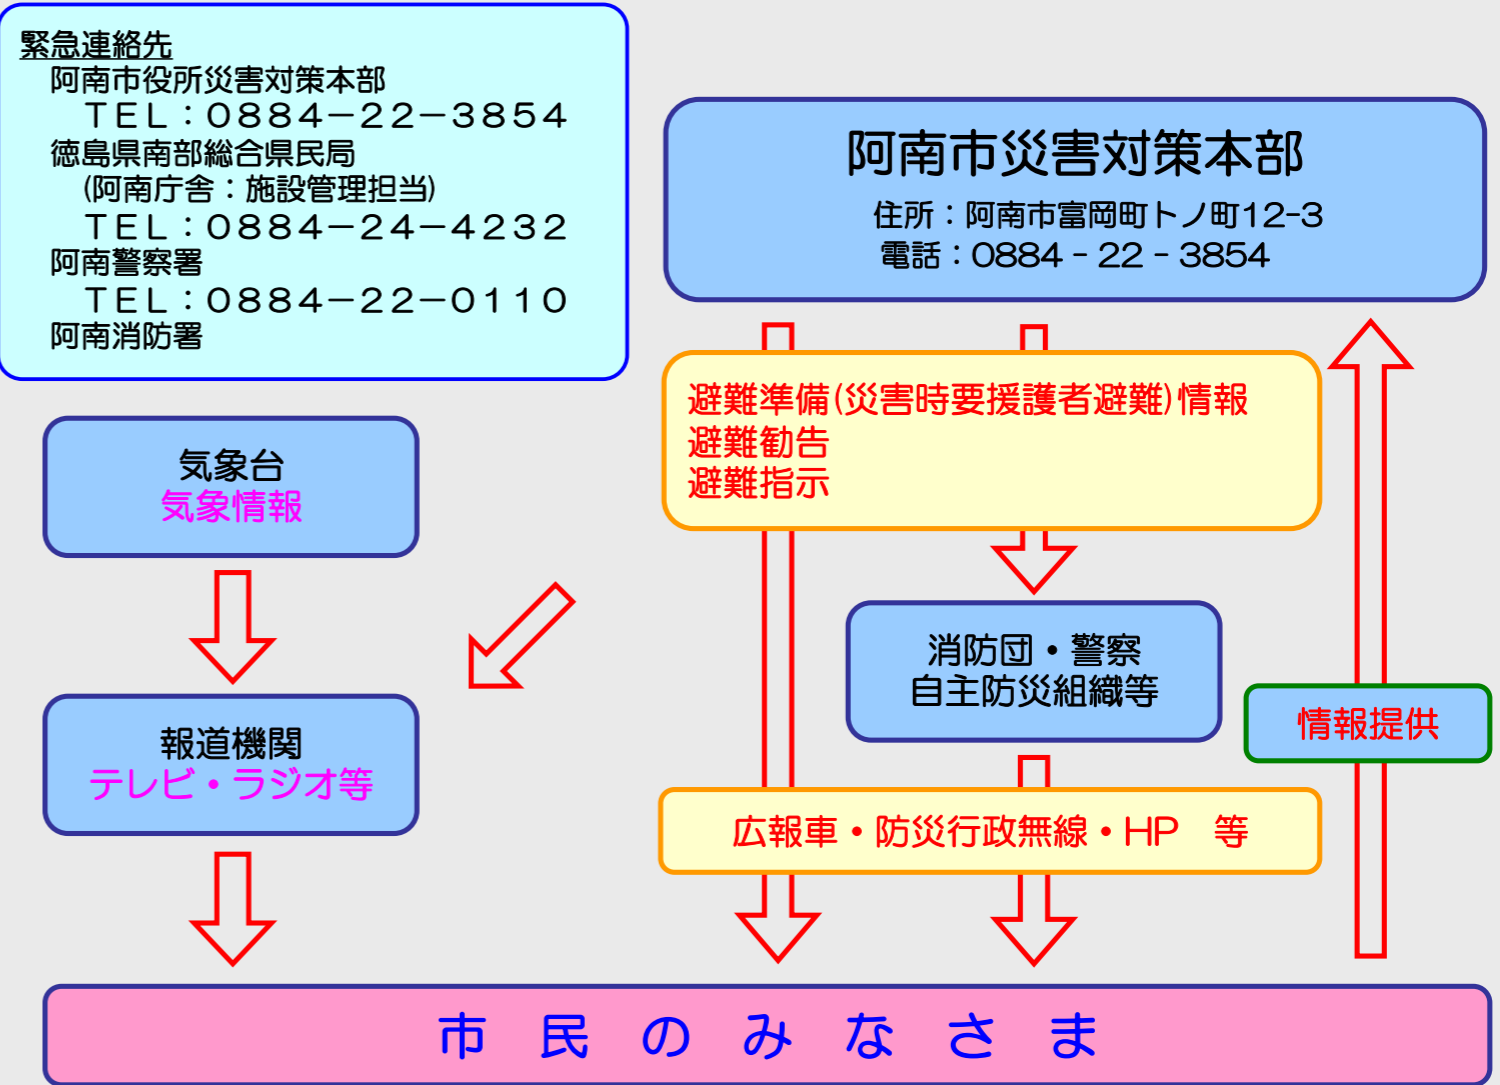 緊急連絡先
阿南市役所災害対策本部
ＴＥＬ：０８８４－２２－３８５４
徳島県南部総合県民局
(阿南庁舎：施設管理担当)
ＴＥＬ：０８８４－２４－４２３２
阿南警察署
ＴＥＬ：０８８４－２２－０１１０
阿南消防署
阿南市災害対策本部
住所：阿南市富岡町トノ町12-3
電話：0884 - 22 - 3854
避難準備(災害時要援護者避難)情報
避難勧告
避難指示
気象台
気象情報
消防団・警察
自主防災組織等
情報提供
報道機関
テレビ・ラジオ等
広報車・防災行政無線・HP　等
市　民　の　み　な　さ　ま